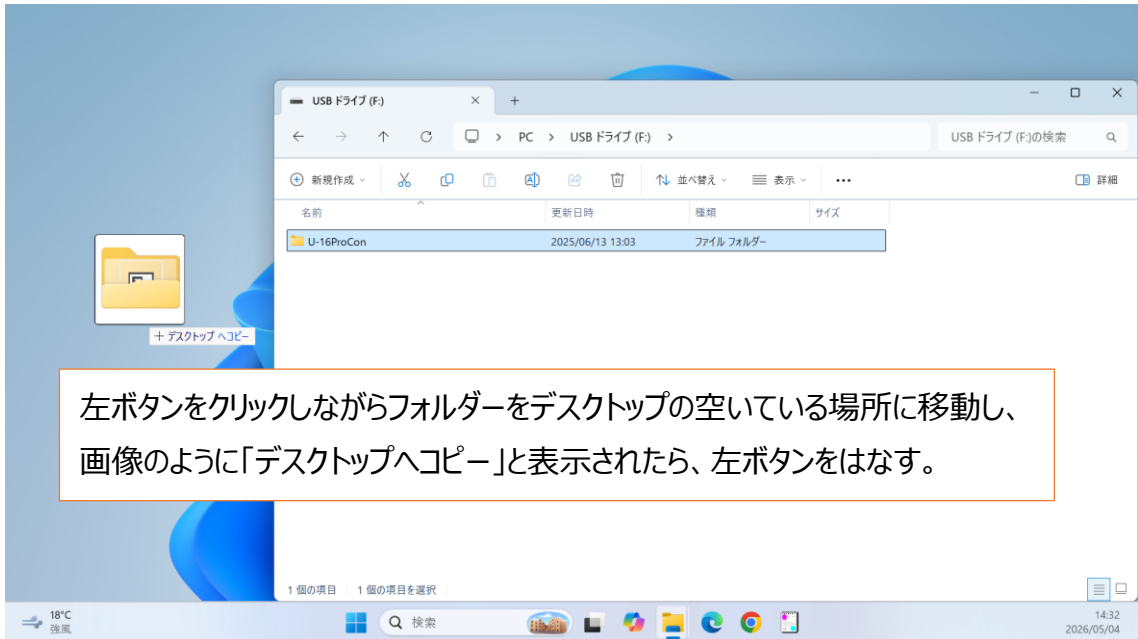 USB ドライブ (F:)
PC > USB ドライブ (F:) >
USB ドライブ (F:)の検索
新規作成
並べ替え
表示
詳細
名前 更新日時 種類 サイズ
U-16ProCon 2025/06/13 13:03 ファイル フォルダー
+ デスクトップ へコピー
左ボタンをクリックしながらフォルダーをデスクトップの空いている場所に移動し、
画像のように「デスクトップへコピー」と表示されたら、左ボタンをはなす。
1 個の項目 1 個の項目を選択
18°C
強風
検索
14:32
2026/05/04